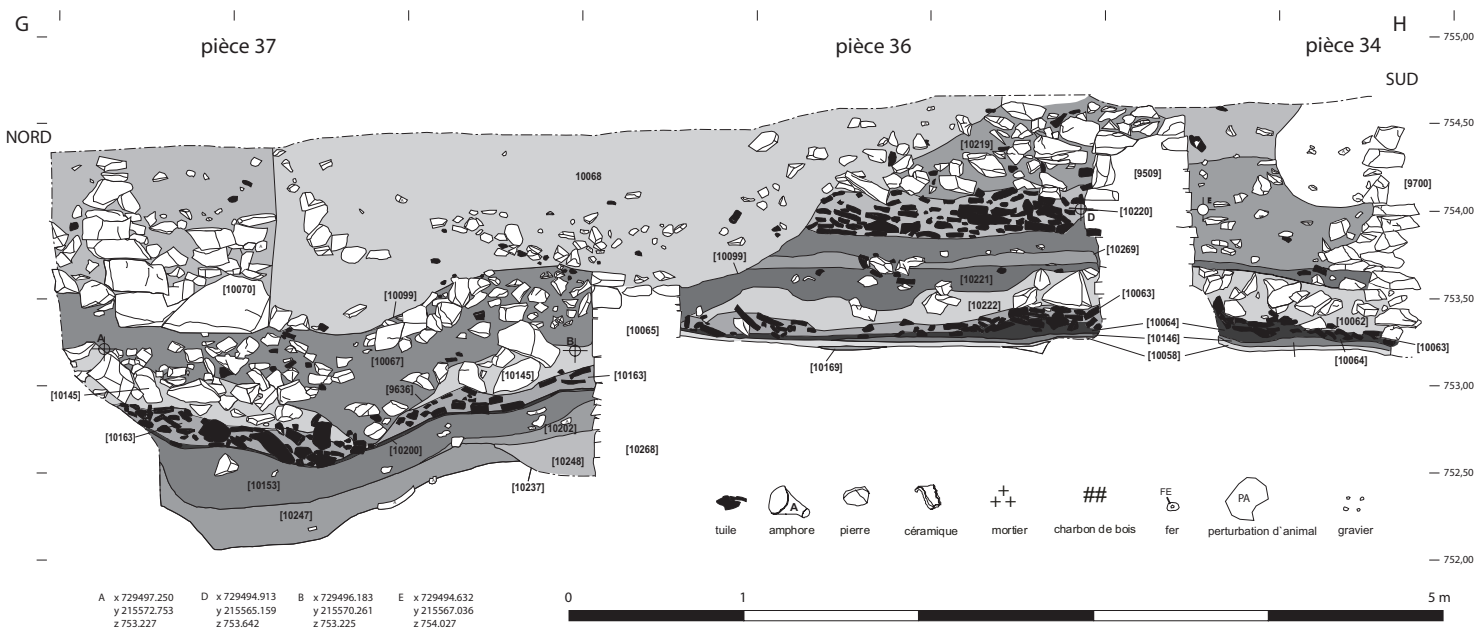 G
H
pièce 37
pièce 36
pièce 34
755,00
SUD
NORD
754,50
[10219]
10068
[9509]
[9700]
E
[10220]
D
754,00
[10269]
[10099]
[10221]
[10070]
[10099]
[10222]
[10063]
753,50
[10065]
[10064]
[10062]
A
B
[10146]
[10063]
[10067]
[10145]
[10163]
[10058]
[10064]
[10169]
[10145]
[9636]
753,00
[10163]
[10202]
[10200]
[10268]
[10248]
752,50
[10153]
[10237]
[10247]
A
FE
PA
##
tuile
amphore
pierre
céramique
mortier
charbon de bois
fer
perturbation d`animal
gravier
752,00
A x 729497.250 D x 729494.913 B x 729496.183 E x 729494.632
y 215572.753 y 215565.159 y 215570.261 y 215567.036
z 753.227 z 753.642 z 753.225 z 754.027
0
1
5 m